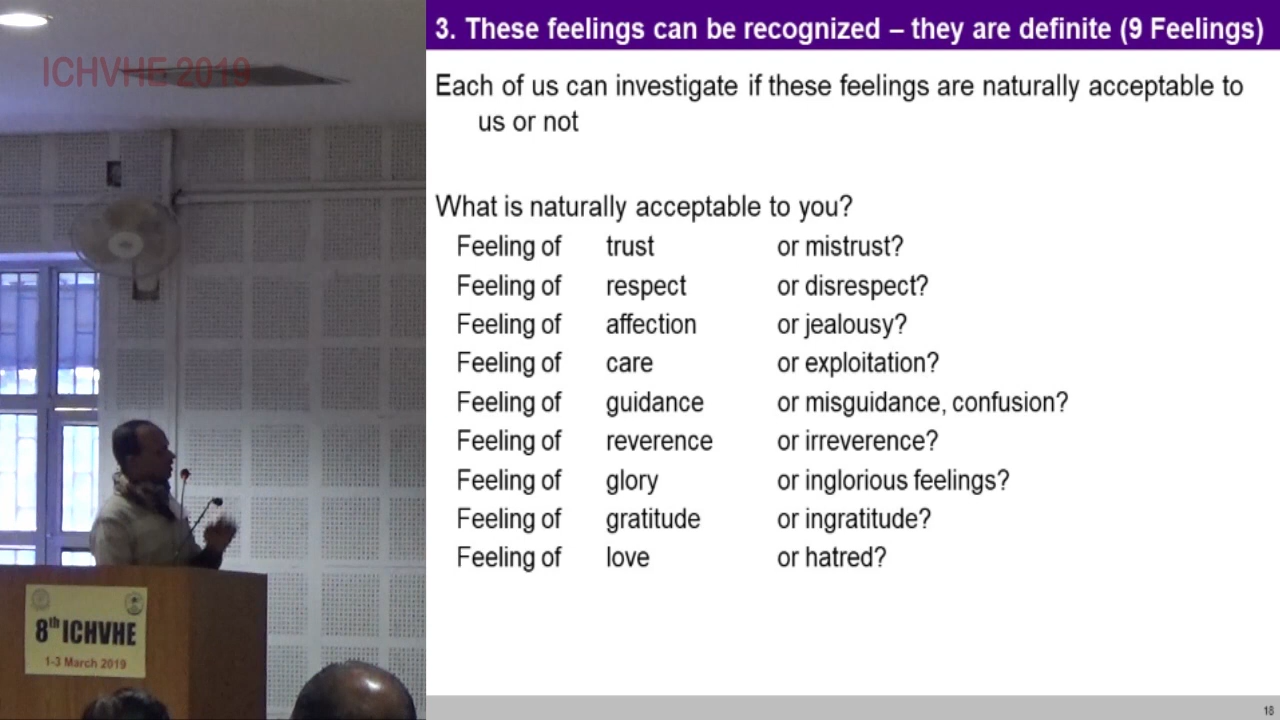 ICHVHE 2019
8th ICHVHE
1-3 March 2019
3. These feelings can be recognized – they are definite (9 Feelings)
Each of us can investigate if these feelings are naturally acceptable to
us or not
What is naturally acceptable to you?
Feeling of trust or mistrust?
Feeling of respect or disrespect?
Feeling of affection or jealousy?
Feeling of care or exploitation?
Feeling of guidance or misguidance, confusion?
Feeling of reverence or irreverence?
Feeling of glory or inglorious feelings?
Feeling of gratitude or ingratitude?
Feeling of love or hatred?
18